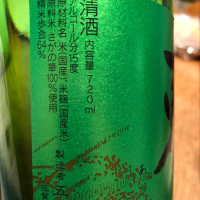 清酒 内容量 720ml
アルコール分15度
原材料名 米(国産)、米麹(国産米)
原料米 さがの華100%使用
精米歩合64%
製造者